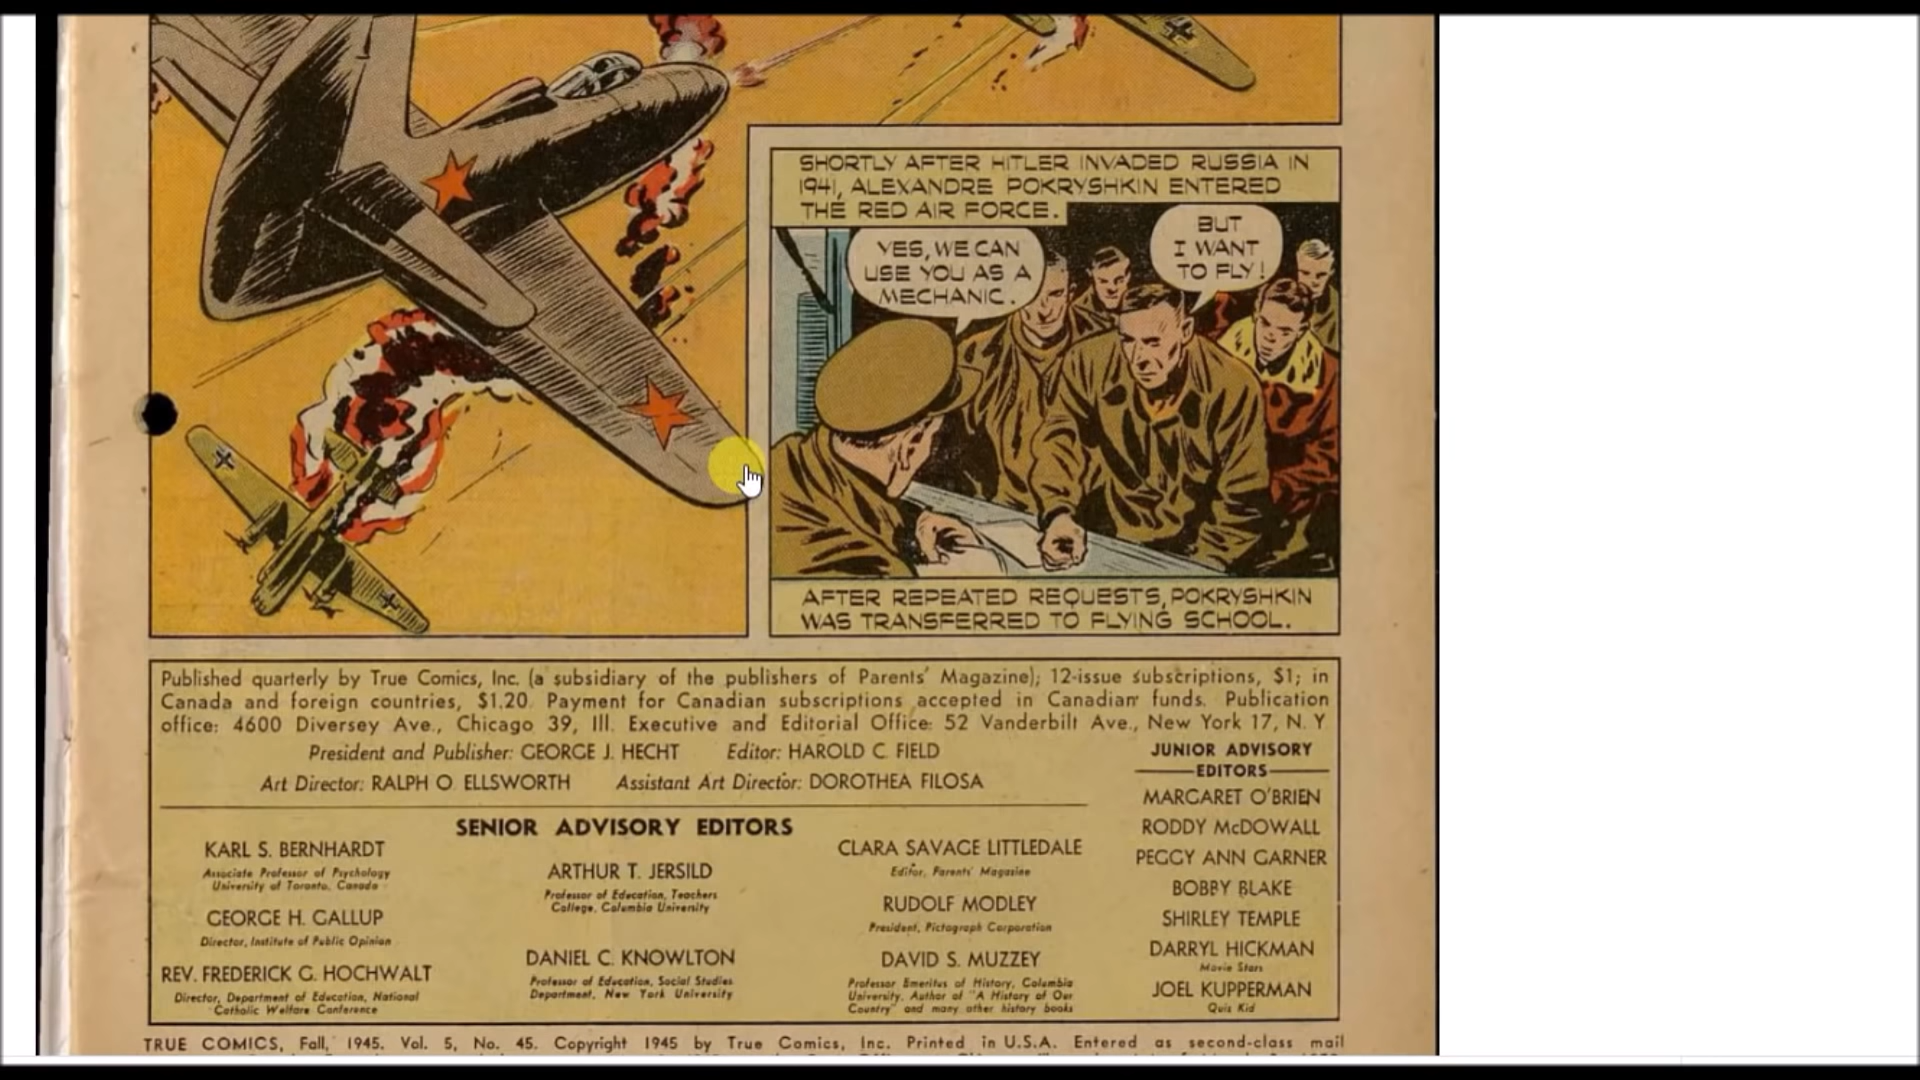 SHORTLY AFTER HITLER INVADED RUSSIA IN
1941, ALEXANDRE POKRYSHKIN ENTERED
THE RED AIR FORCE.
YES, WE CAN
USE YOU AS A
MECHANIC.
BUT
I WANT
TO FLY!
AFTER REPEATED REQUESTS, POKRYSHKIN
WAS TRANSFERRED TO FLYING SCHOOL.
Published quarterly by True Comics, Inc. (a subsidiary of the publishers of Parents' Magazine); 12-issue subscriptions, $1; in
Canada and foreign countries, $1.20. Payment for Canadian subscriptions accepted in Canadian funds. Publication
office: 4600 Diversey Ave., Chicago 39, Ill. Executive and Editorial Office: 52 Vanderbilt Ave., New York 17, N. Y
President and Publisher: GEORGE J. HECHT Editor: HAROLD C. FIELD
Art Director: RALPH O. ELLSWORTH Assistant Art Director: DOROTHEA FILOSA
SENIOR ADVISORY EDITORS
KARL S. BERNHARDT
Associate Professor of Psychology
University of Toronto, Canada
GEORGE H. GALLUP
Director, Institute of Public Opinion
REV. FREDERICK G. HOCHWALT
Director, Department of Education, National
Catholic Welfare Conference
ARTHUR T. JERSILD
Professor of Education, Teachers
College, Columbia University
DANIEL C. KNOWLTON
Professor of Education, Social Studies
Department, New York University
CLARA SAVAGE LITTLEDALE
Editor, Parents' Magazine
RUDOLF MODLEY
President, Pictograph Corporation
DAVID S. MUZZEY
Professor Emeritus of History, Columbia
University. Author of "A History of Our
Country" and many other history books
JUNIOR ADVISORY
EDITORS
MARGARET O'BRIEN
RODDY McDOWALL
PEGGY ANN GARNER
BOBBY BLAKE
SHIRLEY TEMPLE
DARRYL HICKMAN
Movie Stars
JOEL KUPPERMAN
Quiz Kid
TRUE COMICS, Fall, 1945. Vol. 5, No. 45. Copyright 1945 by True Comics, Inc. Printed in U.S.A. Entered as second-class mail